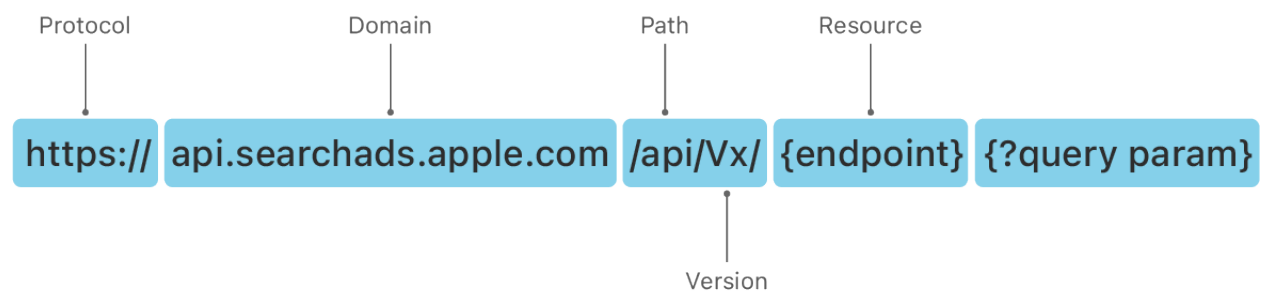 Protocol Domain Path Resource
https:// api.searchads.apple.com /api/Vx/ {endpoint} {?query param}
Version